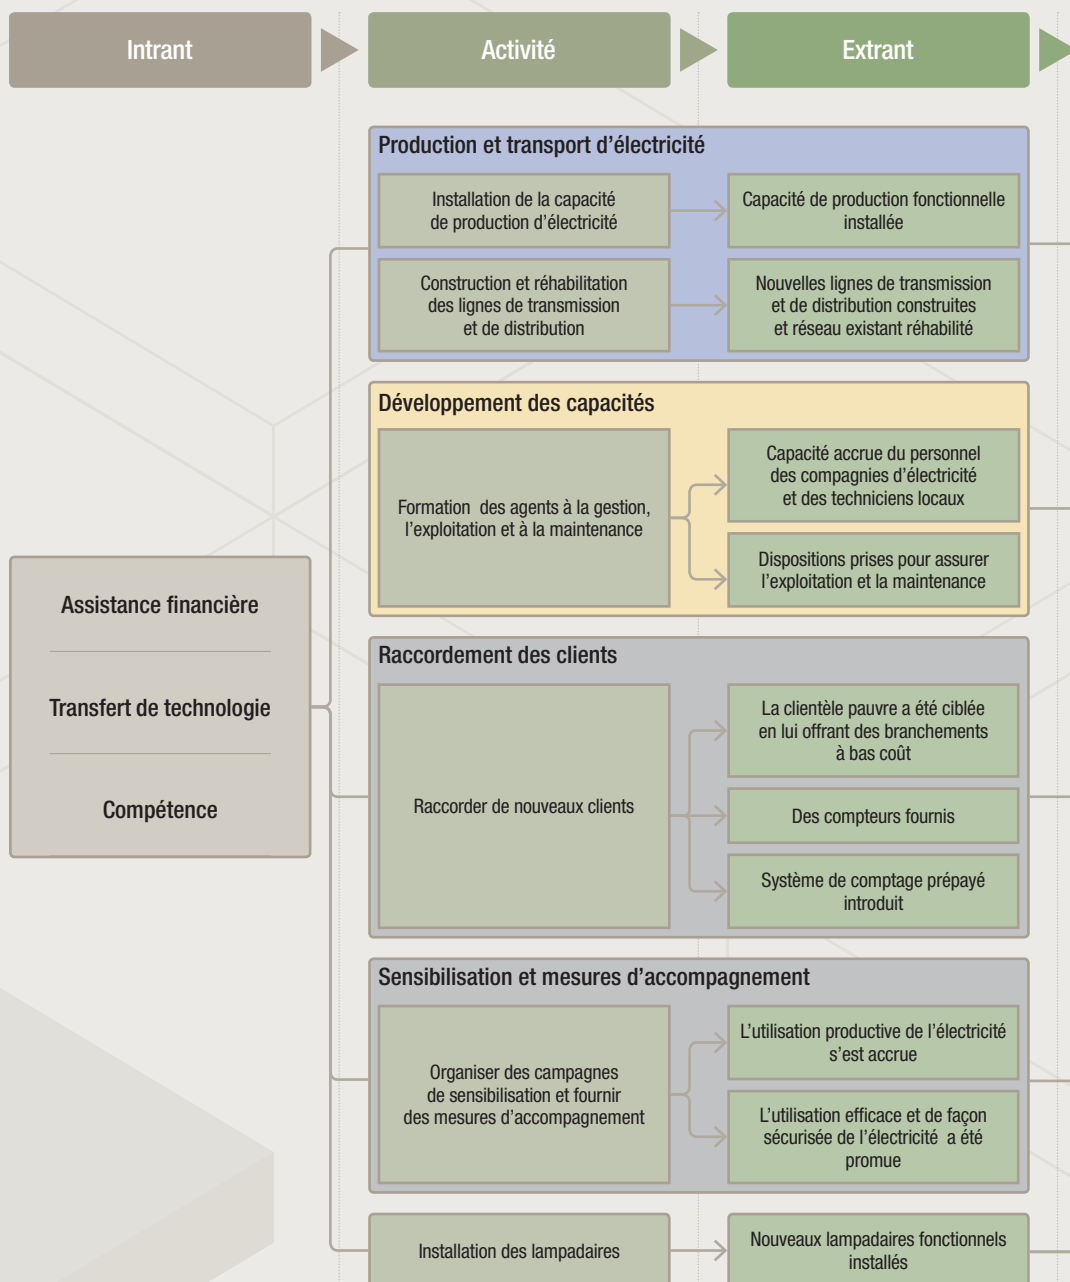 Intrant
Activité
Extrant
Production et transport d’électricité
Installation de la capacité
de production d’électricité
Capacité de production fonctionnelle
installée
Construction et réhabilitation
des lignes de transmission
et de distribution
Nouvelles lignes de transmission
et de distribution construites
et réseau existant réhabilité
Développement des capacités
Formation  des agents à la gestion,
l’exploitation et à la maintenance
Capacité accrue du personnel
des compagnies d’électricité
et des techniciens locaux
Dispositions prises pour assurer
l’exploitation et la maintenance
Assistance financière
Transfert de technologie
Compétence
Raccordement des clients
Raccorder de nouveaux clients
La clientèle pauvre a été ciblée
en lui offrant des branchements
à bas coût
Des compteurs fournis
Système de comptage prépayé
introduit
Sensibilisation et mesures d’accompagnement
Organiser des campagnes
de sensibilisation et fournir
des mesures d’accompagnement
L’utilisation productive de l’électricité
s’est accrue
L’utilisation efficace et de façon
sécurisée de l’électricité  a été
promue
Installation des lampadaires
Nouveaux lampadaires fonctionnels
installés